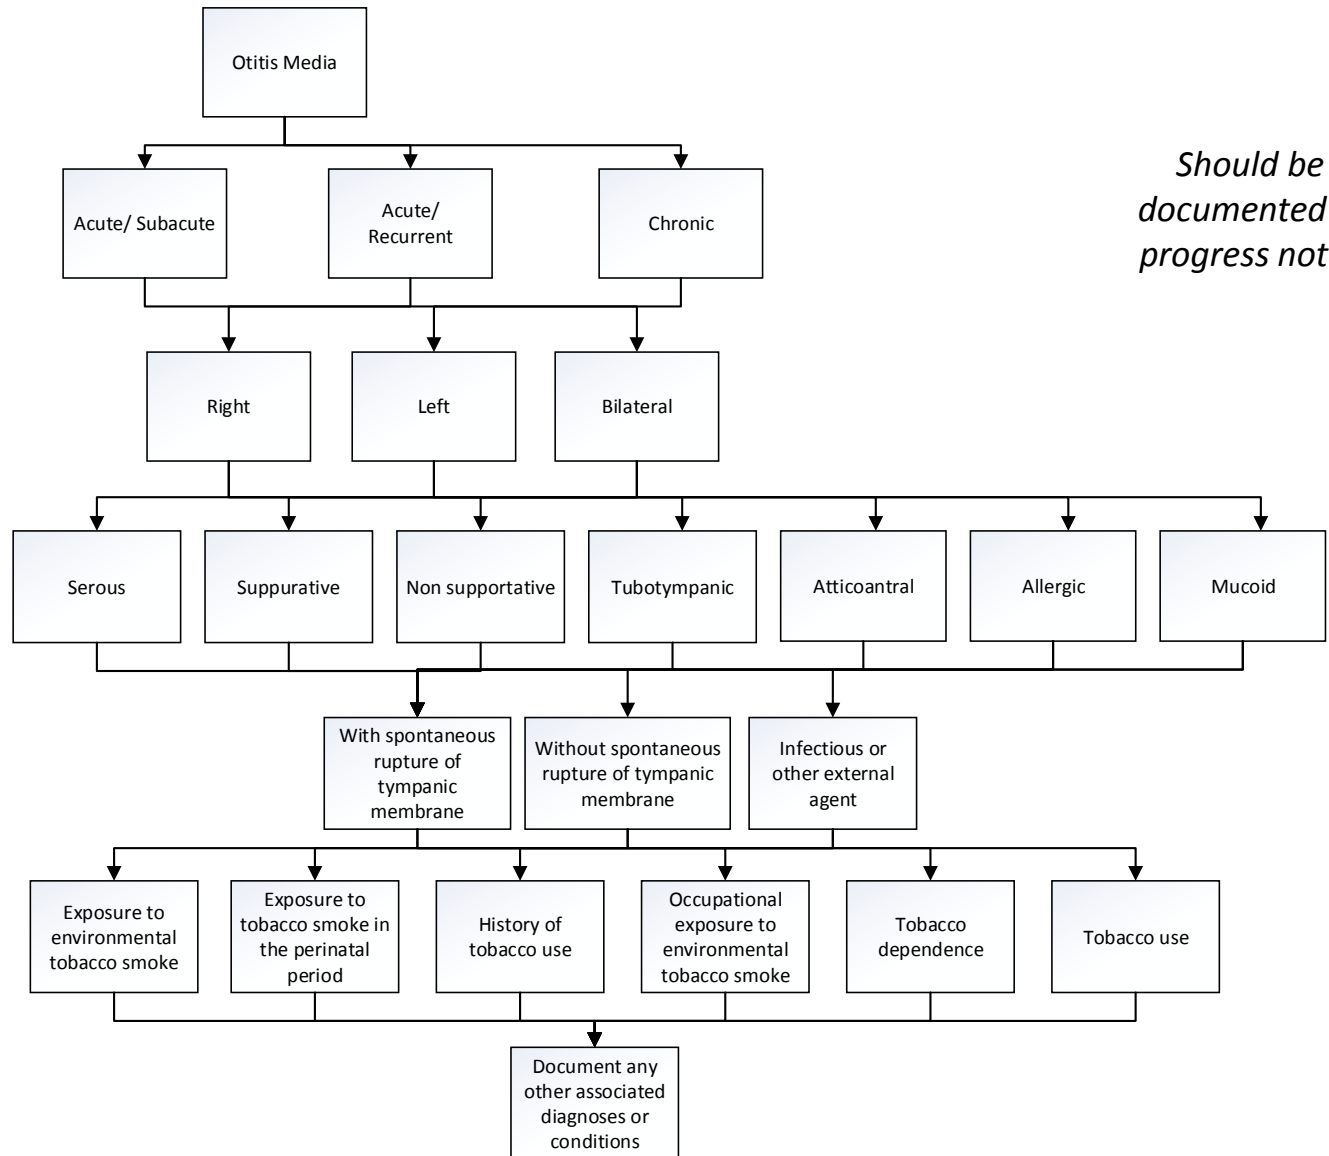 Otitis Media
Should be
documented
progress not
Acute/ Subacute
Acute/
Recurrent
Chronic
Right
Left
Bilateral
Serous
Suppurative
Non supportative
Tubotympanic
Atticoantral
Allergic
Mucoid
With spontaneous
rupture of
tympanic
membrane
Without spontaneous
rupture of tympanic
membrane
Infectious or
other external
agent
Exposure to
environmental
tobacco smoke
Exposure to
tobacco smoke in
the perinatal
period
History of
tobacco use
Occupational
exposure to
environmental
tobacco smoke
Tobacco
dependence
Tobacco use
Document any
other associated
diagnoses or
conditions